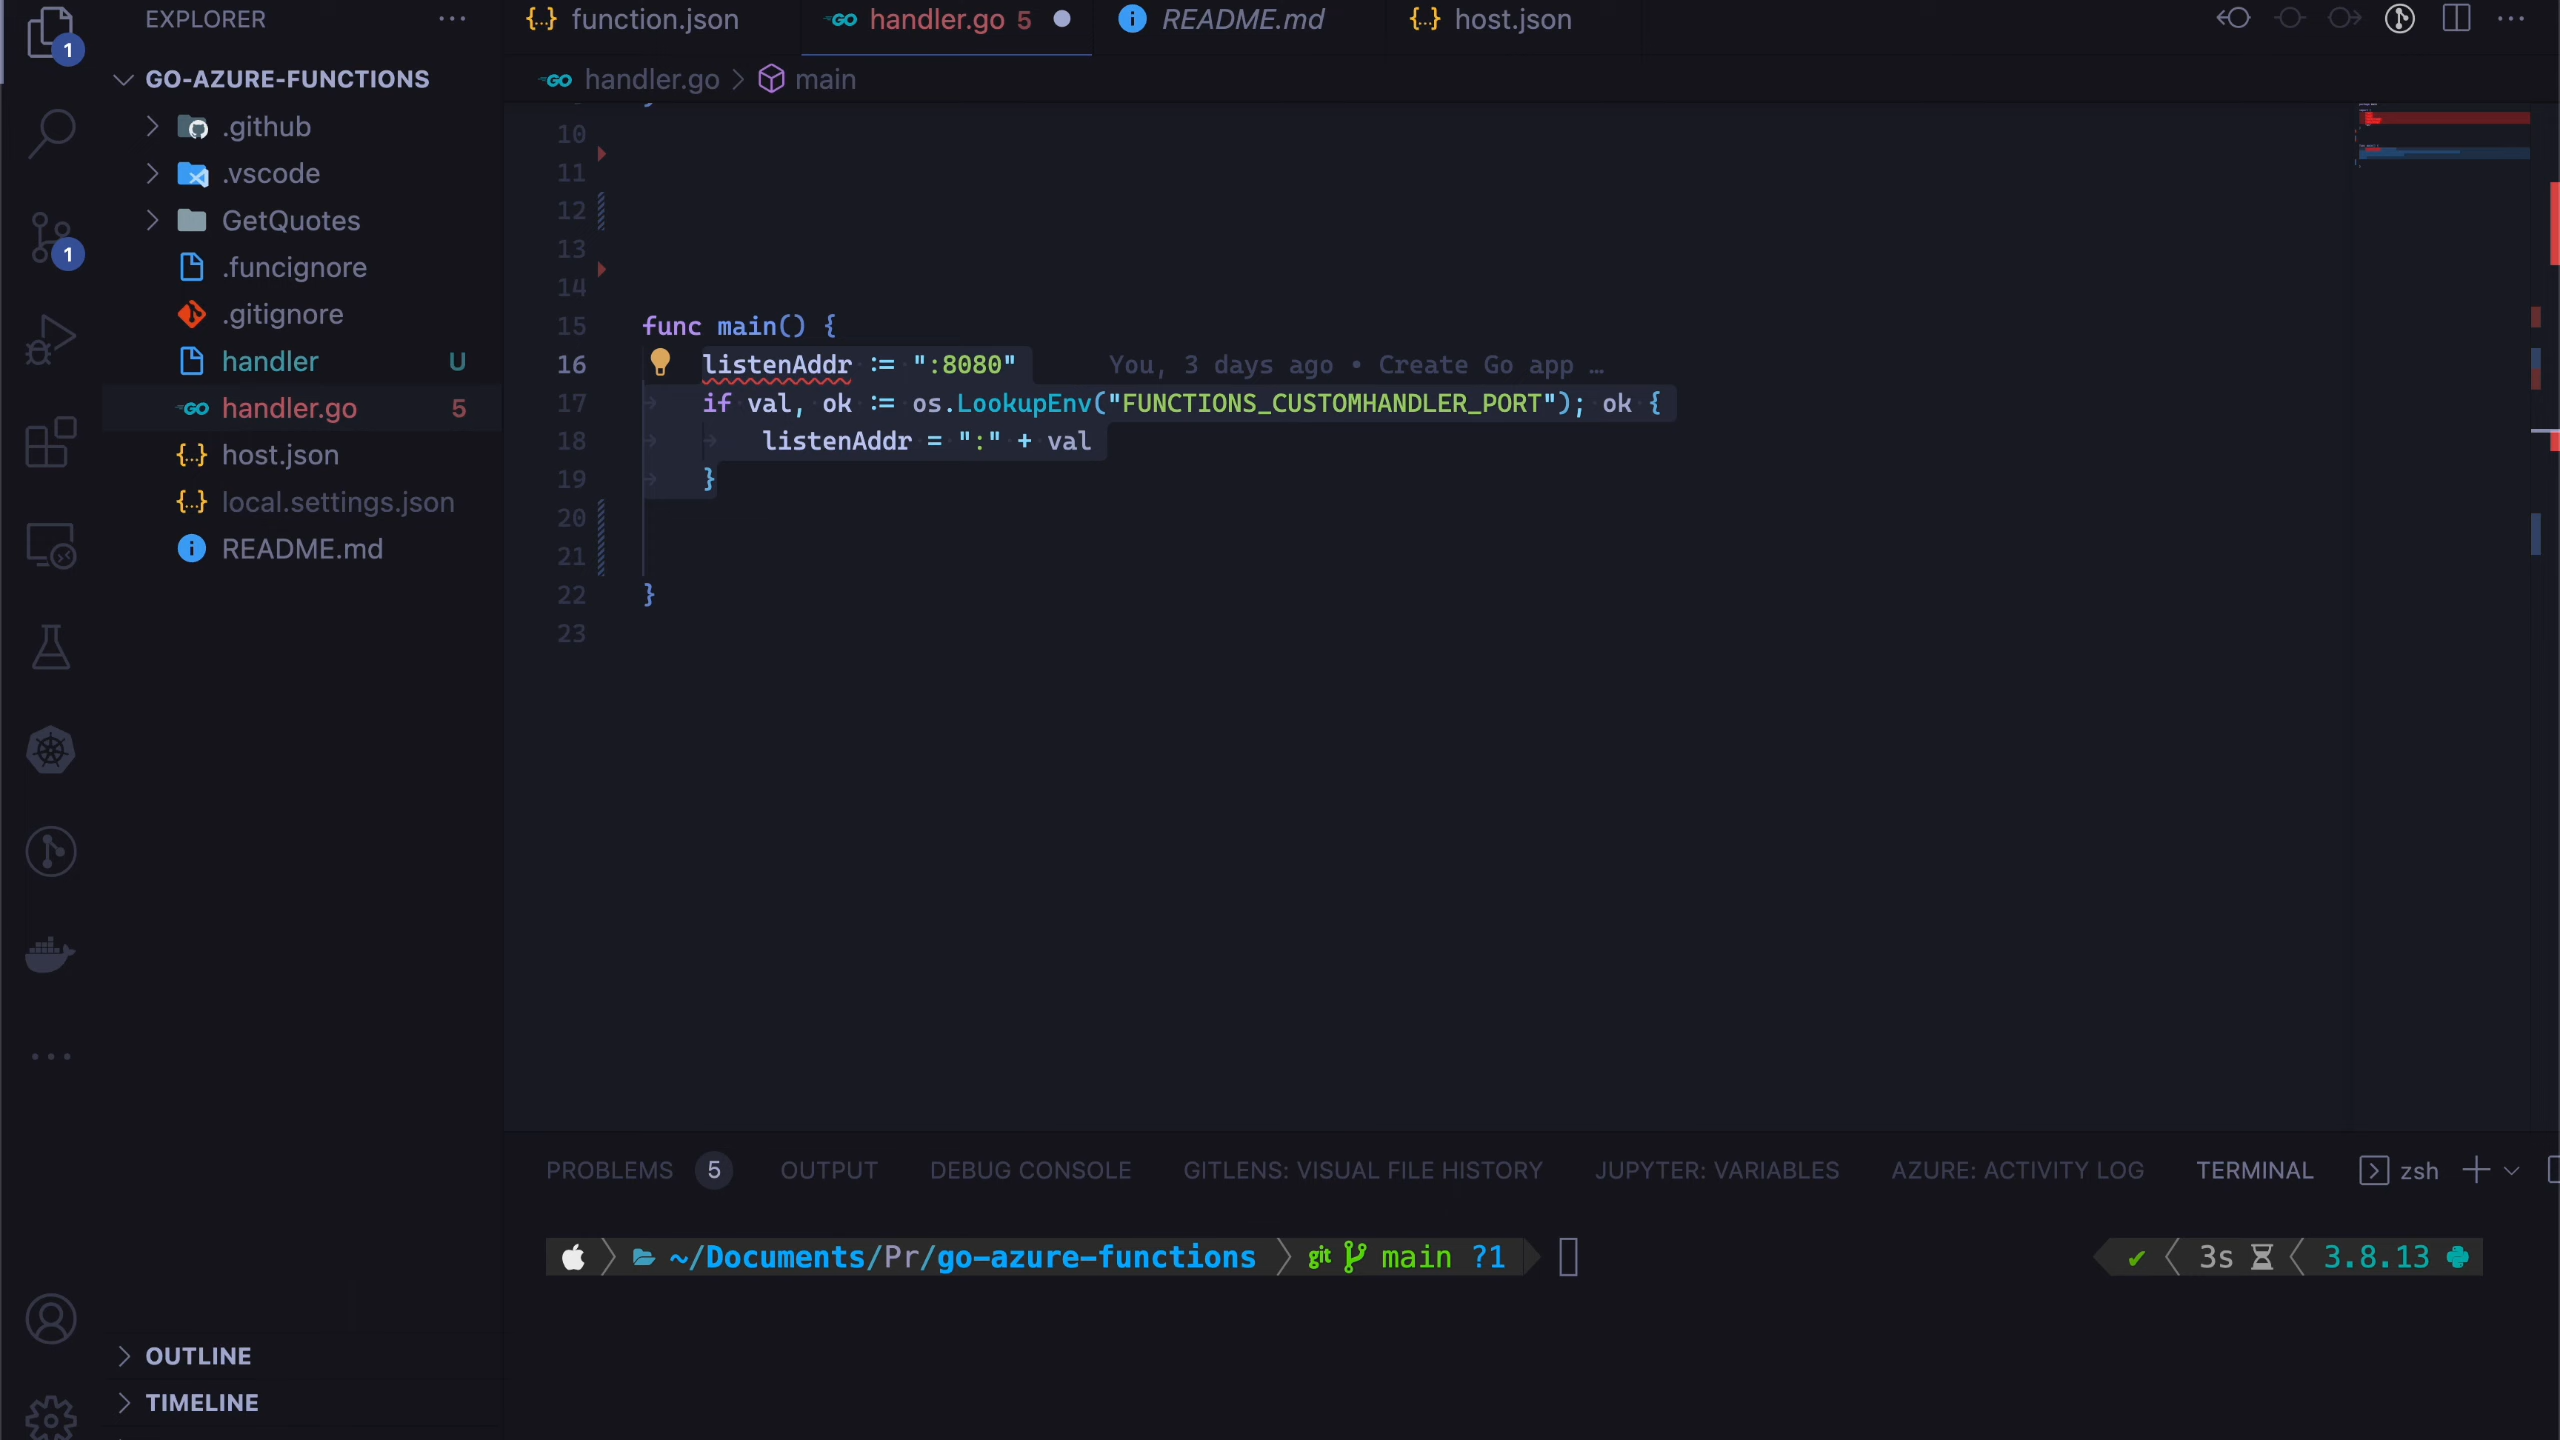 EXPLORER
function.json
handler.go 5
README.md
host.json
1
GO-AZURE-FUNCTIONS
handler.go > main
.github
.vscode
GetQuotes
.funcignore
.gitignore
handler U
handler.go 5
host.json
local.settings.json
README.md
1
10
11
12
13
14
15 func main() {
16 listenAddr := ":8080" You, 3 days ago • Create Go app …
17 if val, ok := os.LookupEnv("FUNCTIONS_CUSTOMHANDLER_PORT"); ok {
18 listenAddr = ":" + val
19 }
20
21
22 }
23
PROBLEMS 5 OUTPUT DEBUG CONSOLE GITLENS: VISUAL FILE HISTORY JUPYTER: VARIABLES AZURE: ACTIVITY LOG TERMINAL zsh
~/Documents/Pr/go-azure-functions git main ?1 ✔ 3s 3.8.13
OUTLINE
TIMELINE